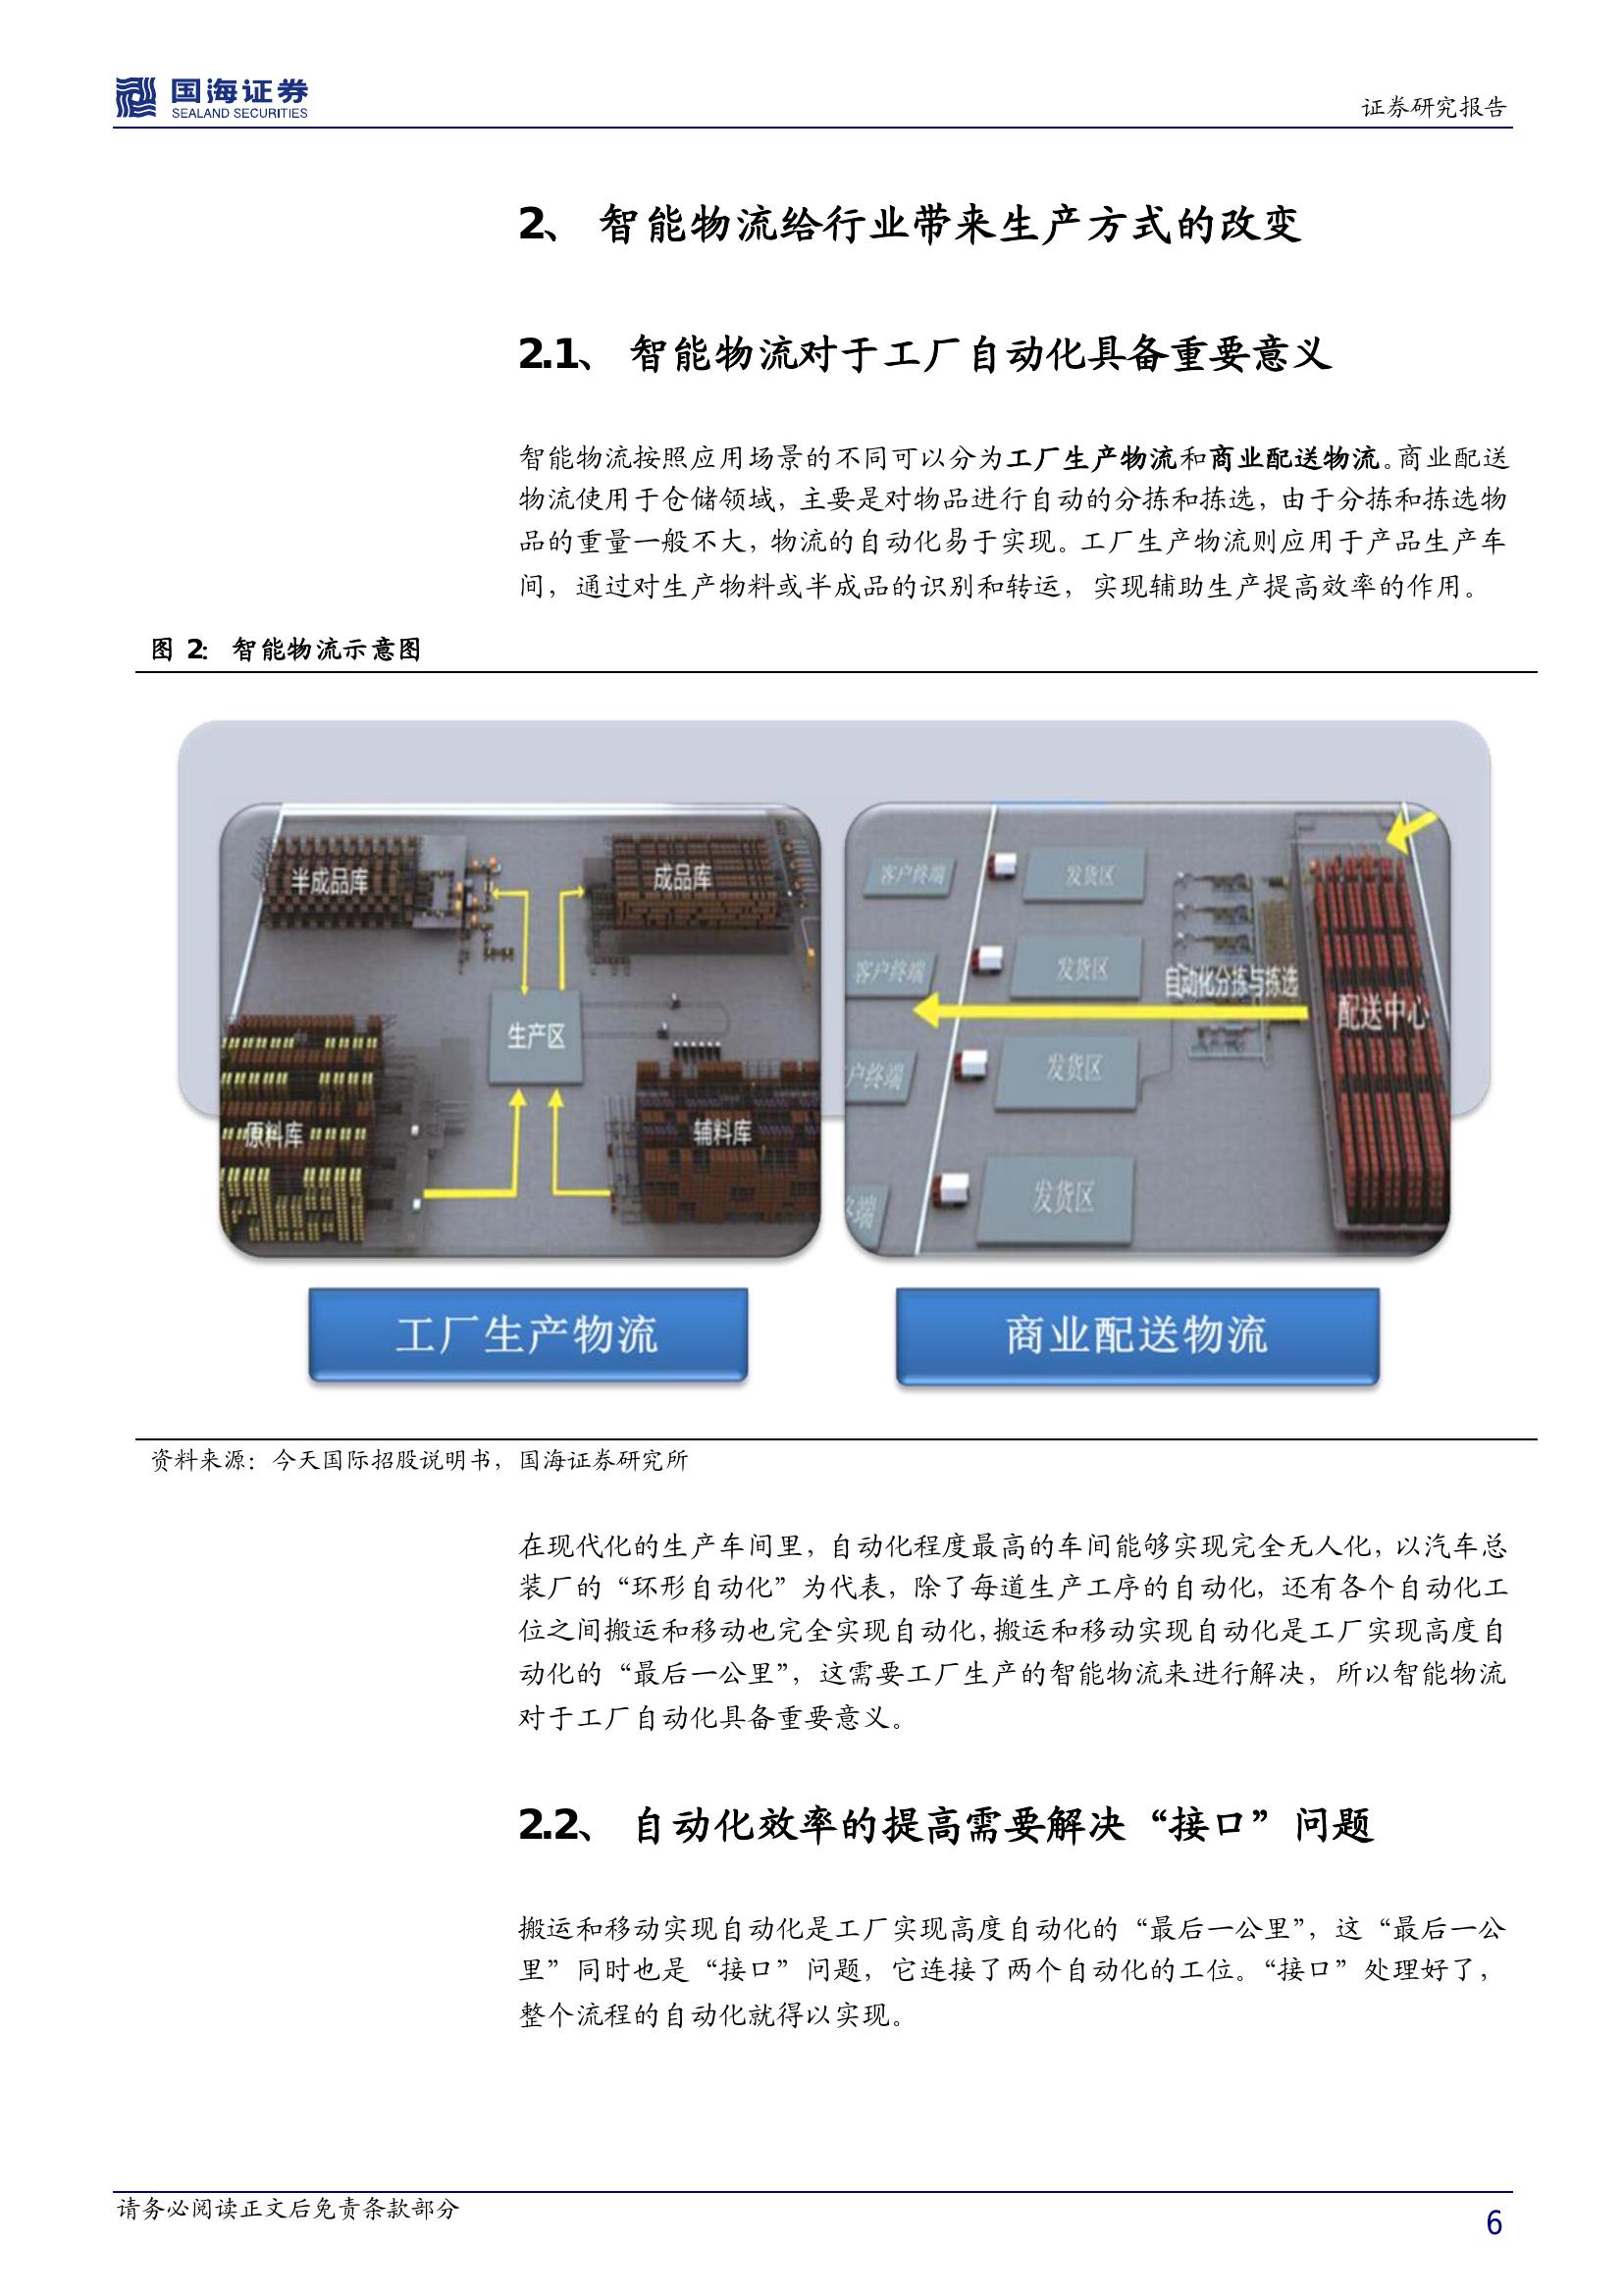 国海证券
SEALAND SECURITIES
证券研究报告
2、 智能物流给行业带来生产方式的改变
2.1、 智能物流对于工厂自动化具备重要意义
智能物流按照应用场景的不同可以分为工厂生产物流和商业配送物流。商业配送
物流使用于仓储领域，主要是对物品进行自动的分拣和拣选，由于分拣和拣选物
品的重量一般不大，物流的自动化易于实现。工厂生产物流则应用于产品生产车
间，通过对生产物料或半成品的识别和转运，实现辅助生产提高效率的作用。
图 2： 智能物流示意图
半成品库
成品库
生产区
原料库
辅料库
客户终端
发货区
客户终端
发货区
自动化分拣与拣选
配送中心
户终端
发货区
终端
发货区
工厂生产物流
商业配送物流
资料来源：今天国际招股说明书，国海证券研究所
在现代化的生产车间里，自动化程度最高的车间能够实现完全无人化，以汽车总
装厂的“环形自动化”为代表，除了每道生产工序的自动化，还有各个自动化工
位之间搬运和移动也完全实现自动化，搬运和移动实现自动化是工厂实现高度自
动化的“最后一公里”，这需要工厂生产的智能物流来进行解决，所以智能物流
对于工厂自动化具备重要意义。
2.2、 自动化效率的提高需要解决“接口”问题
搬运和移动实现自动化是工厂实现高度自动化的“最后一公里”，这“最后一公
里”同时也是“接口”问题，它连接了两个自动化的工位。“接口”处理好了，
整个流程的自动化就得以实现。
请务必阅读正文后免责条款部分
6